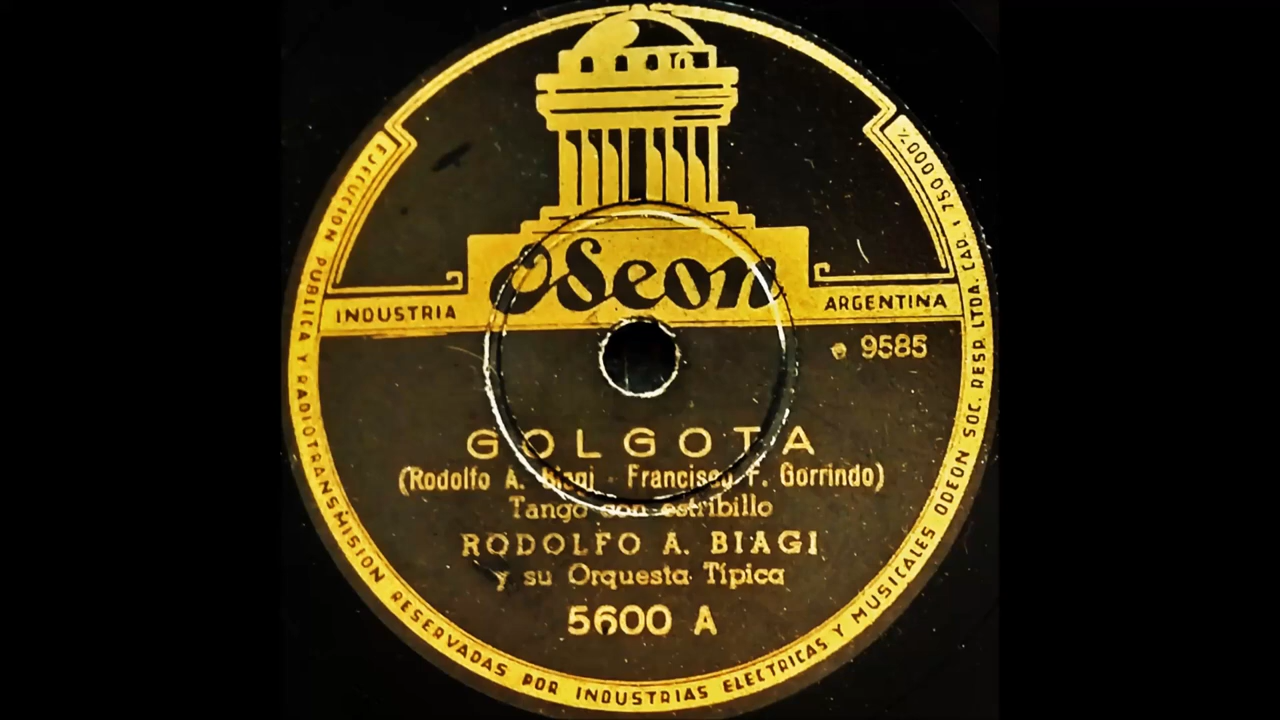 EJECUCION PUBLICA Y RADIOTRANSMISION RESERVADAS POR INDUSTRIAS ELECTRICAS Y MUSICALES ODEON SOC. RESP. LTDA. CAP. $ 1 750 000%
Odeon
INDUSTRIA ARGENTINA
e 9585
GOLGOTA
(Rodolfo A. Biagi - Francisco F. Gorrindo)
Tango con estribillo
RODOLFO A. BIAGI
y su Orquesta Típica
5600 A